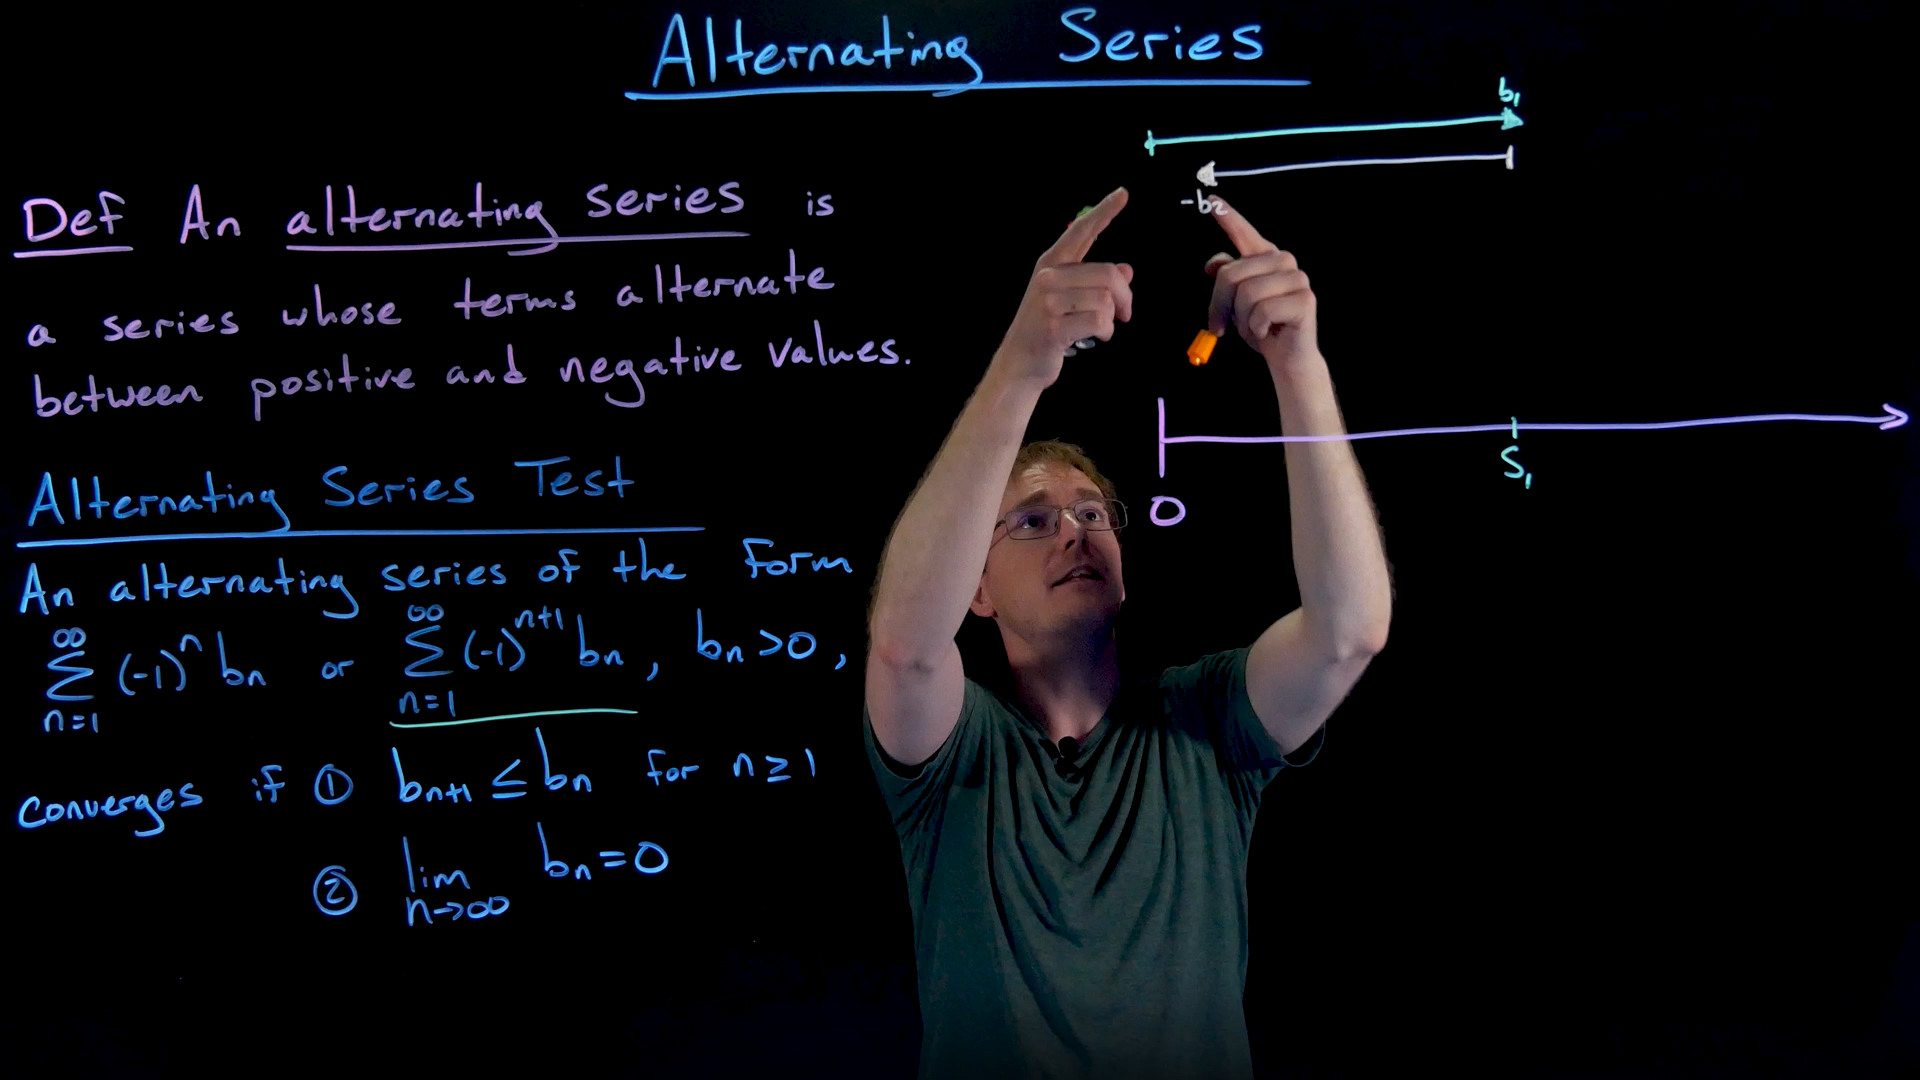 Alternating Series
b₁
-b₂
Def An alternating series is
a series whose terms alternate
between positive and negative values.
0 S₁
Alternating Series Test
An alternating series of the form
∞ ∑ n=1 (-1)ⁿ bₙ or ∞ ∑ n=1 (-1)ⁿ⁺¹ bₙ, bₙ>0,
converges if ① bₙ₊₁ ≤ bₙ for n≥1
② lim n→∞ bₙ=0